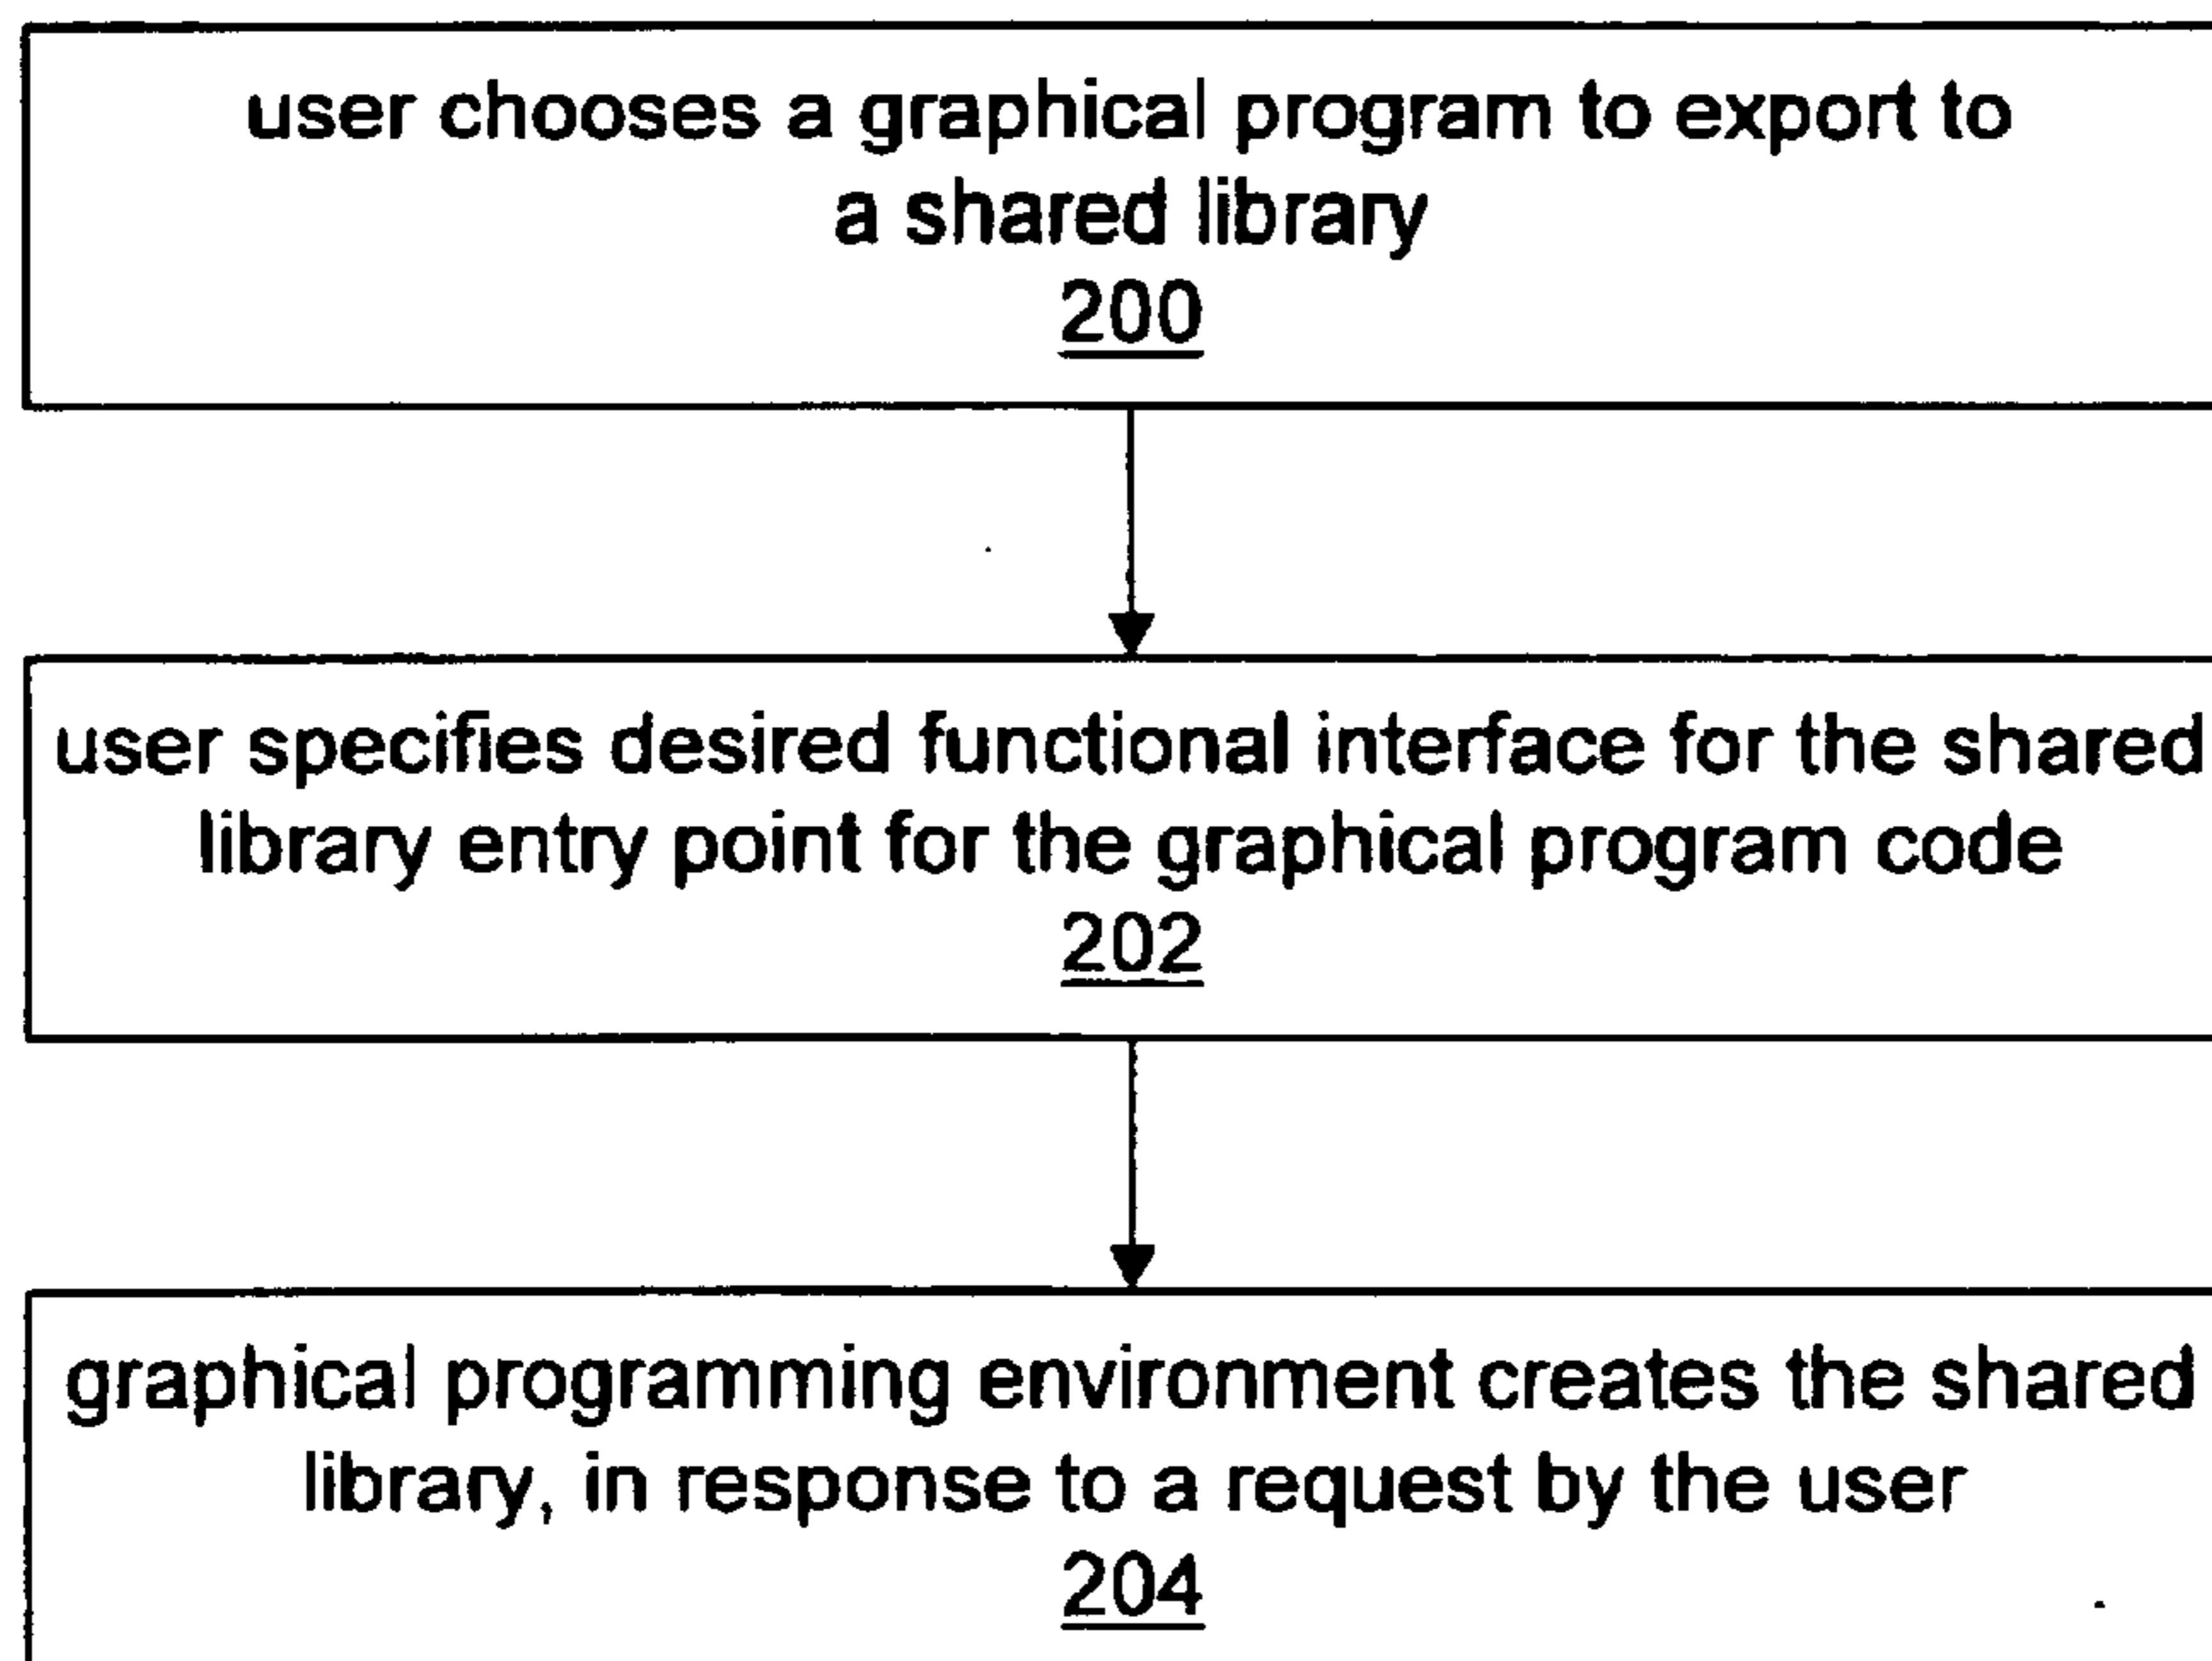 user chooses a graphical program to export to
a shared library
200
user specifies desired functional interface for the shared
library entry point for the graphical program code
202
graphical programming environment creates the shared
library, in response to a request by the user
204